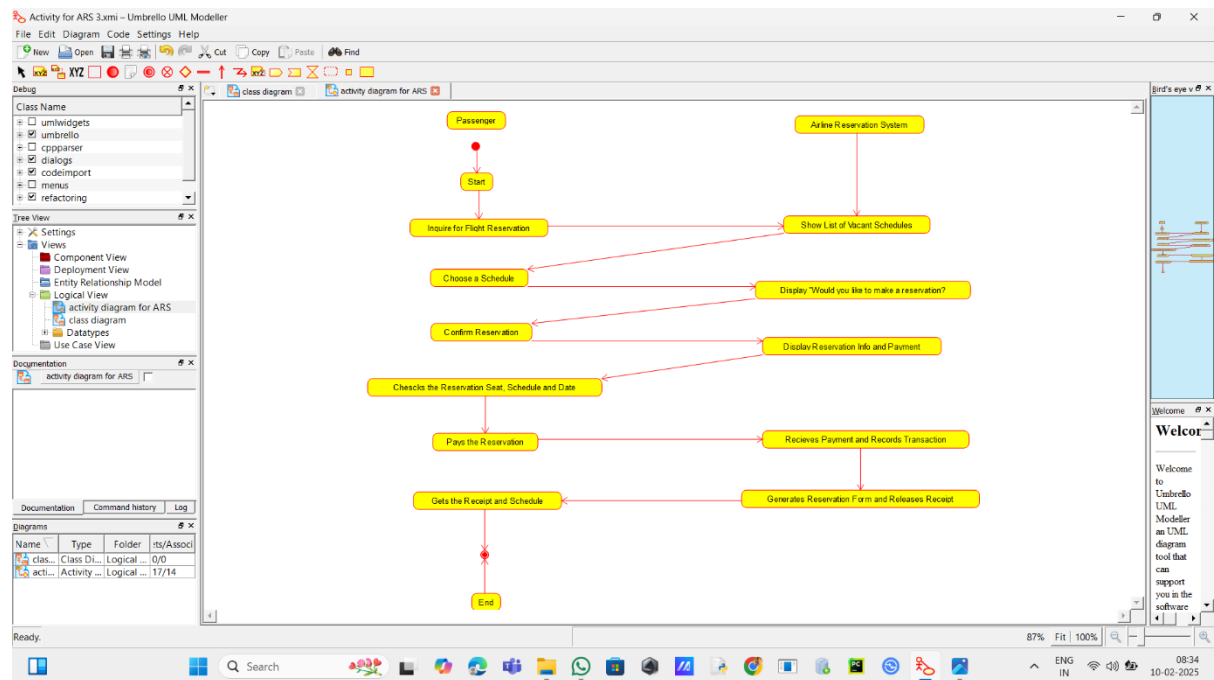 Activity for ARS 3.xmi – Umbrello UML Modeller
File Edit Diagram Code Settings Help
New Open Cut Copy Paste Find
XYZ XYZ XYZ
Debug
class diagram activity diagram for ARS
Bird's eye v
Class Name
umlwidgets
umbrello
cppparser
dialogs
codeimport
menus
refactoring
Tree View
Settings
Views
Component View
Deployment View
Entity Relationship Model
Logical View
activity diagram for ARS
class diagram
Datatypes
Use Case View
Documentation
activity diagram for ARS
Documentation Command history Log
Diagrams
Name Type Folder :ts/Associ
clas... Class Di... Logical ... 0/0
acti... Activity ... Logical ... 17/14
Passenger
Airline Reservation System
Start
Inquire for Flight Reservation
Show List of Vacant Schedules
Choose a Schedule
Display "Would you like to make a reservation?
Confirm Reservation
Display Reservation Info and Payment
Chescks the Reservation Seat, Schedule and Date
Pays the Reservation
Recieves Payment and Records Transaction
Gets the Receipt and Schedule
Generates Reservation Form and Releases Receipt
End
Welcome
Welcor
Welcome
to
Umbrello
UML
Modeller
an UML
diagram
tool that
can
support
you in the
software
Ready.
87% Fit 100%
Search
ENG
IN
08:34
10-02-2025